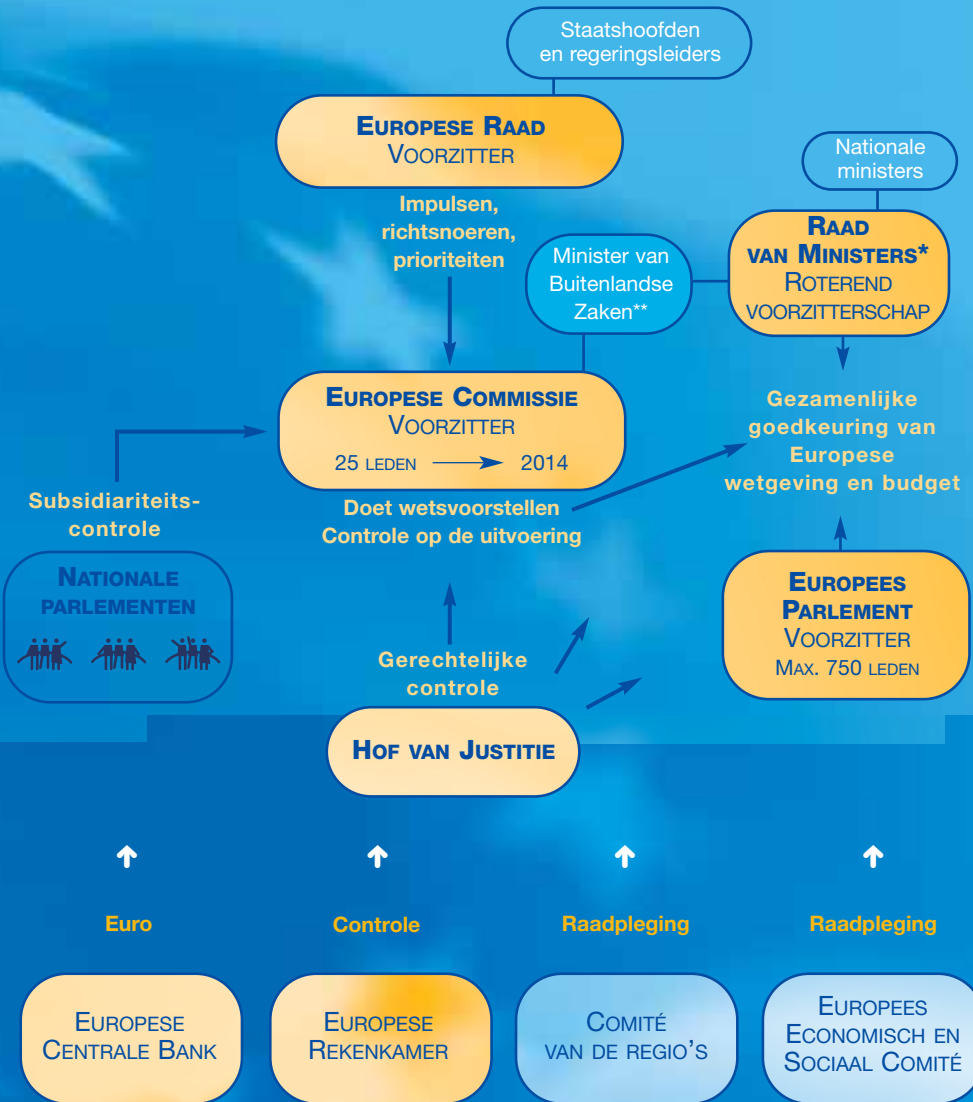 Staatshoofden
en regeringsleiders
EUROPESE RAAD
VOORZITTER
Nationale
ministers
Impulsen,
richtsnoeren,
prioriteiten
RAAD
VAN MINISTERS*
ROTEREND
VOORZITTERSCHAP
Minister van
Buitenlandse
Zaken**
EUROPESE COMMISSIE
VOORZITTER
25 LEDEN 2014
Gezamenlijke
goedkeuring van
Europese
wetgeving en budget
Subsidiariteits-
controle
Doet wetsvoorstellen
Controle op de uitvoering
NATIONALE
PARLEMENTEN
EUROPEES
PARLEMENT
VOORZITTER
MAX. 750 LEDEN
Gerechtelijke
controle
HOF VAN JUSTITIE
Euro
Controle
Raadpleging
Raadpleging
EUROPESE
CENTRALE BANK
EUROPESE
REKENKAMER
COMITÉ
VAN DE REGIO'S
EUROPEES
ECONOMISCH EN
SOCIAAL COMITÉ